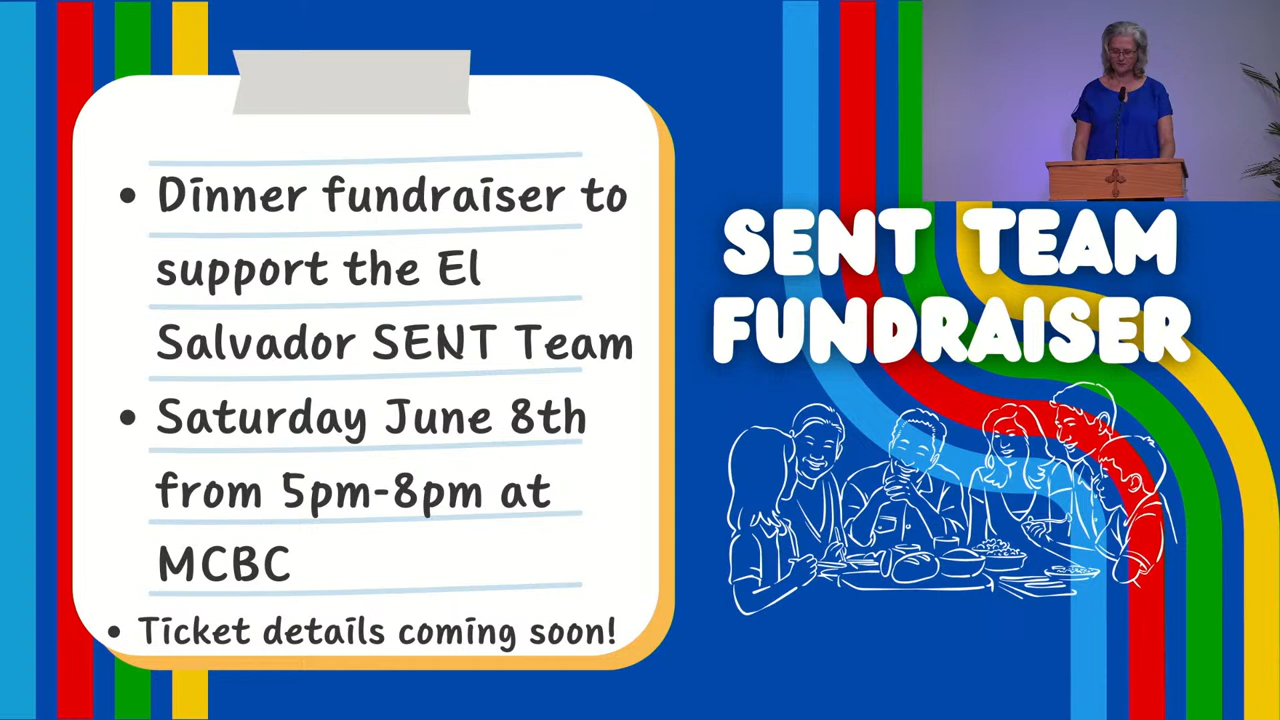 • Dinner fundraiser to
support the El
Salvador SENT Team
• Saturday June 8th
from 5pm-8pm at
MCBC
• Ticket details coming soon!
SENT TEAM
FUNDRAISER